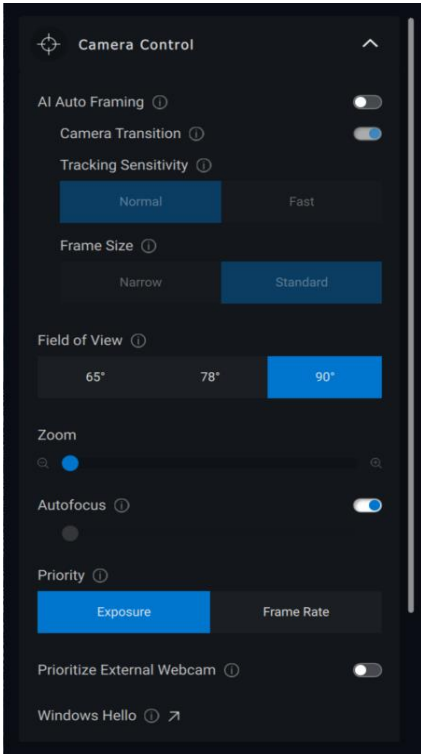 Camera Control
AI Auto Framing
Camera Transition
Tracking Sensitivity
Normal Fast
Frame Size
Narrow Standard
Field of View
65° 78° 90°
Zoom
Autofocus
Priority
Exposure Frame Rate
Prioritize External Webcam
Windows Hello